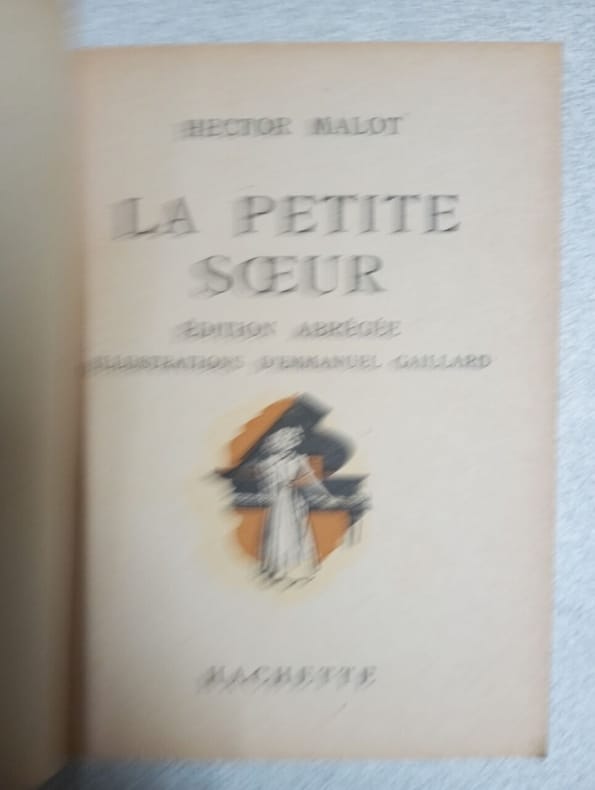 HECTOR MALOT
LA PETITE
SŒUR
ÉDITION ABRÉGÉE
ILLUSTRATIONS D'EMMANUEL GAILLARD
HACHETTE